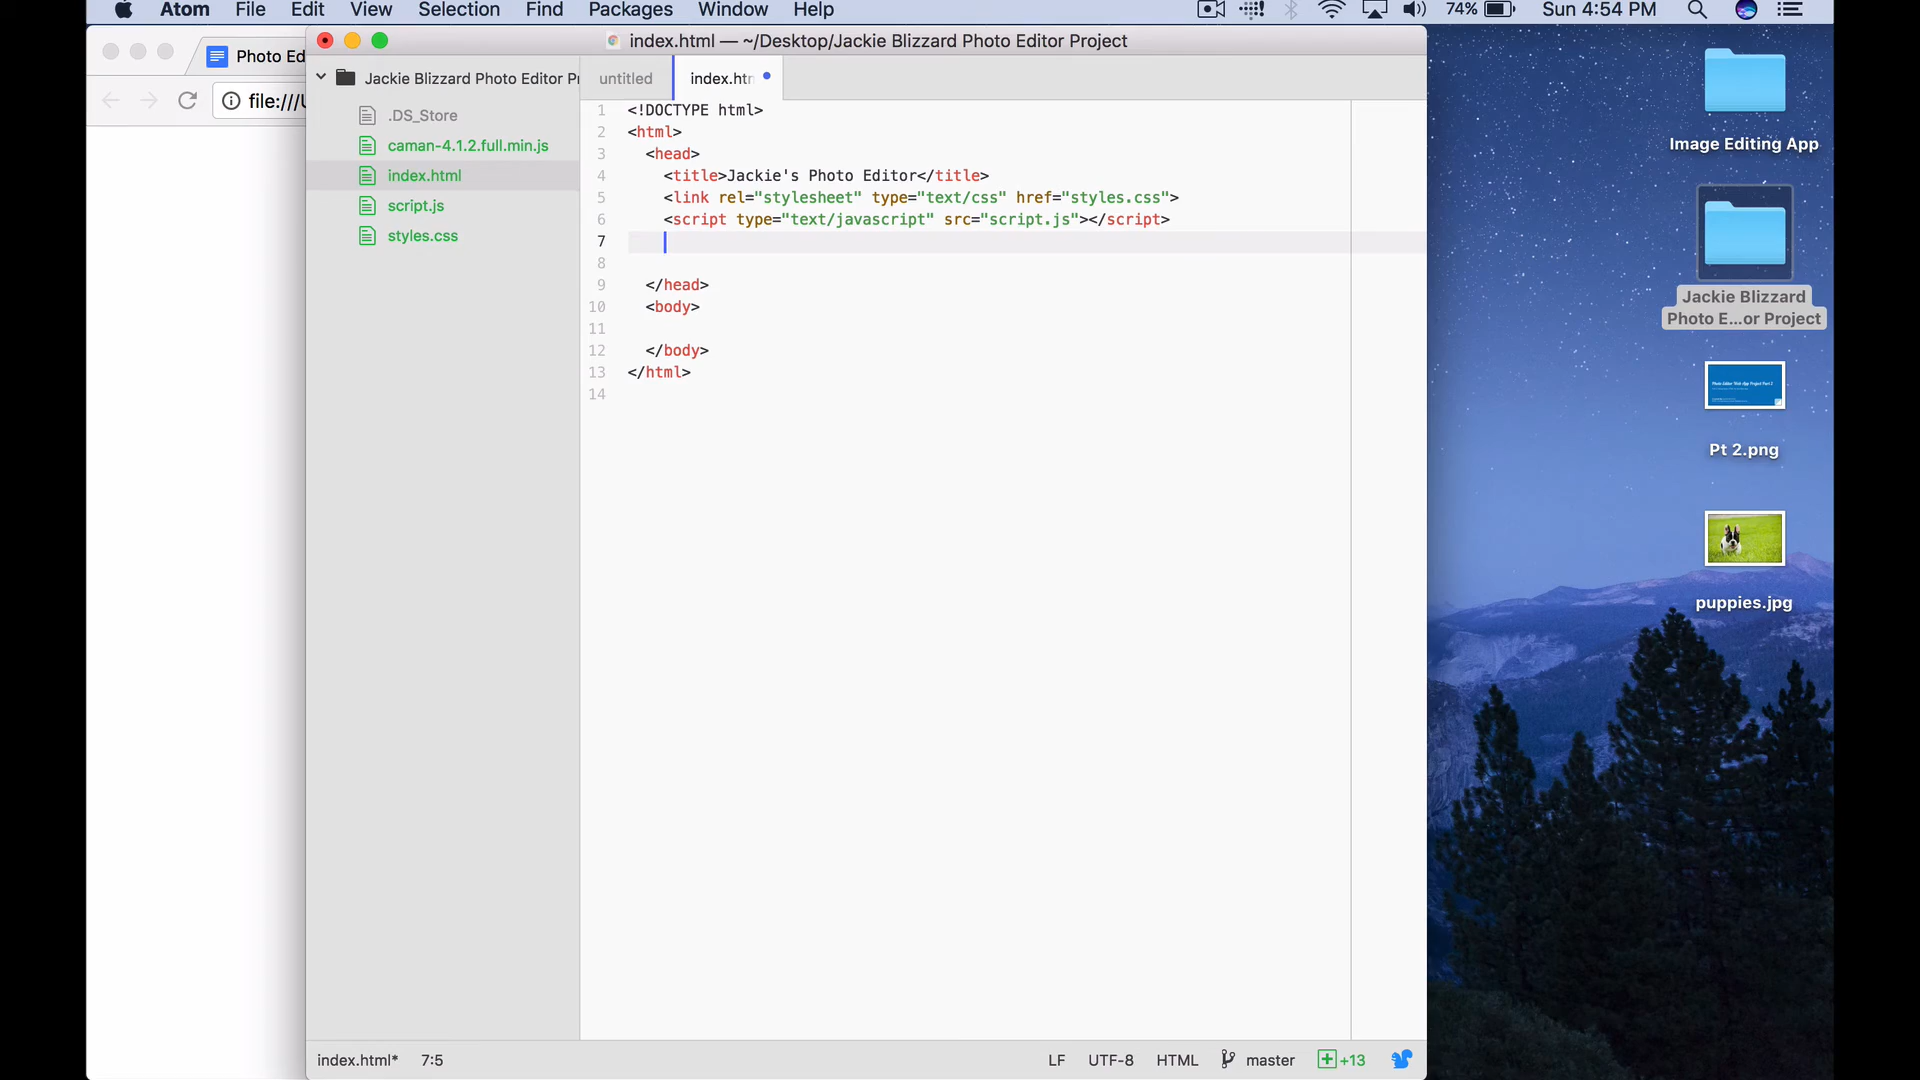 Atom File Edit View Selection Find Packages Window Help 74% Sun 4:54 PM
Photo Ed
file:///U
index.html — ~/Desktop/Jackie Blizzard Photo Editor Project
Jackie Blizzard Photo Editor Pr
.DS_Store
caman-4.1.2.full.min.js
index.html
script.js
styles.css
untitled index.htm
1 <!DOCTYPE html>
2 <html>
3 <head>
4 <title>Jackie's Photo Editor</title>
5 <link rel="stylesheet" type="text/css" href="styles.css">
6 <script type="text/javascript" src="script.js"></script>
7
8
9 </head>
10 <body>
11
12 </body>
13 </html>
14
index.html* 7:5 LF UTF-8 HTML master +13
Image Editing App
Jackie Blizzard
Photo E...or Project
Pt 2.png
puppies.jpg